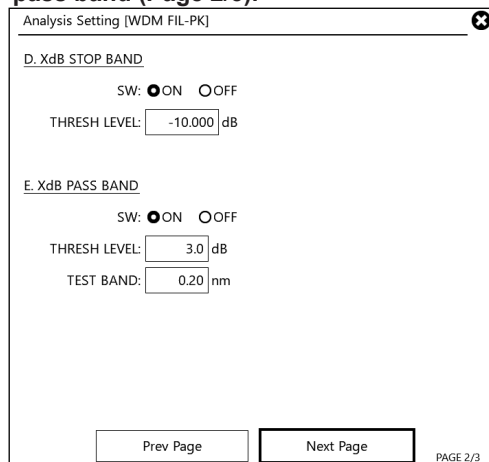 pass band (Page 2/3).
Analysis Setting [WDM FIL-PK]
D. XdB STOP BAND
SW: ON OFF
THRESH LEVEL: -10.000 dB
E. XdB PASS BAND
SW: ON OFF
THRESH LEVEL: 3.0 dB
TEST BAND: 0.20 nm
Prev Page Next Page PAGE 2/3